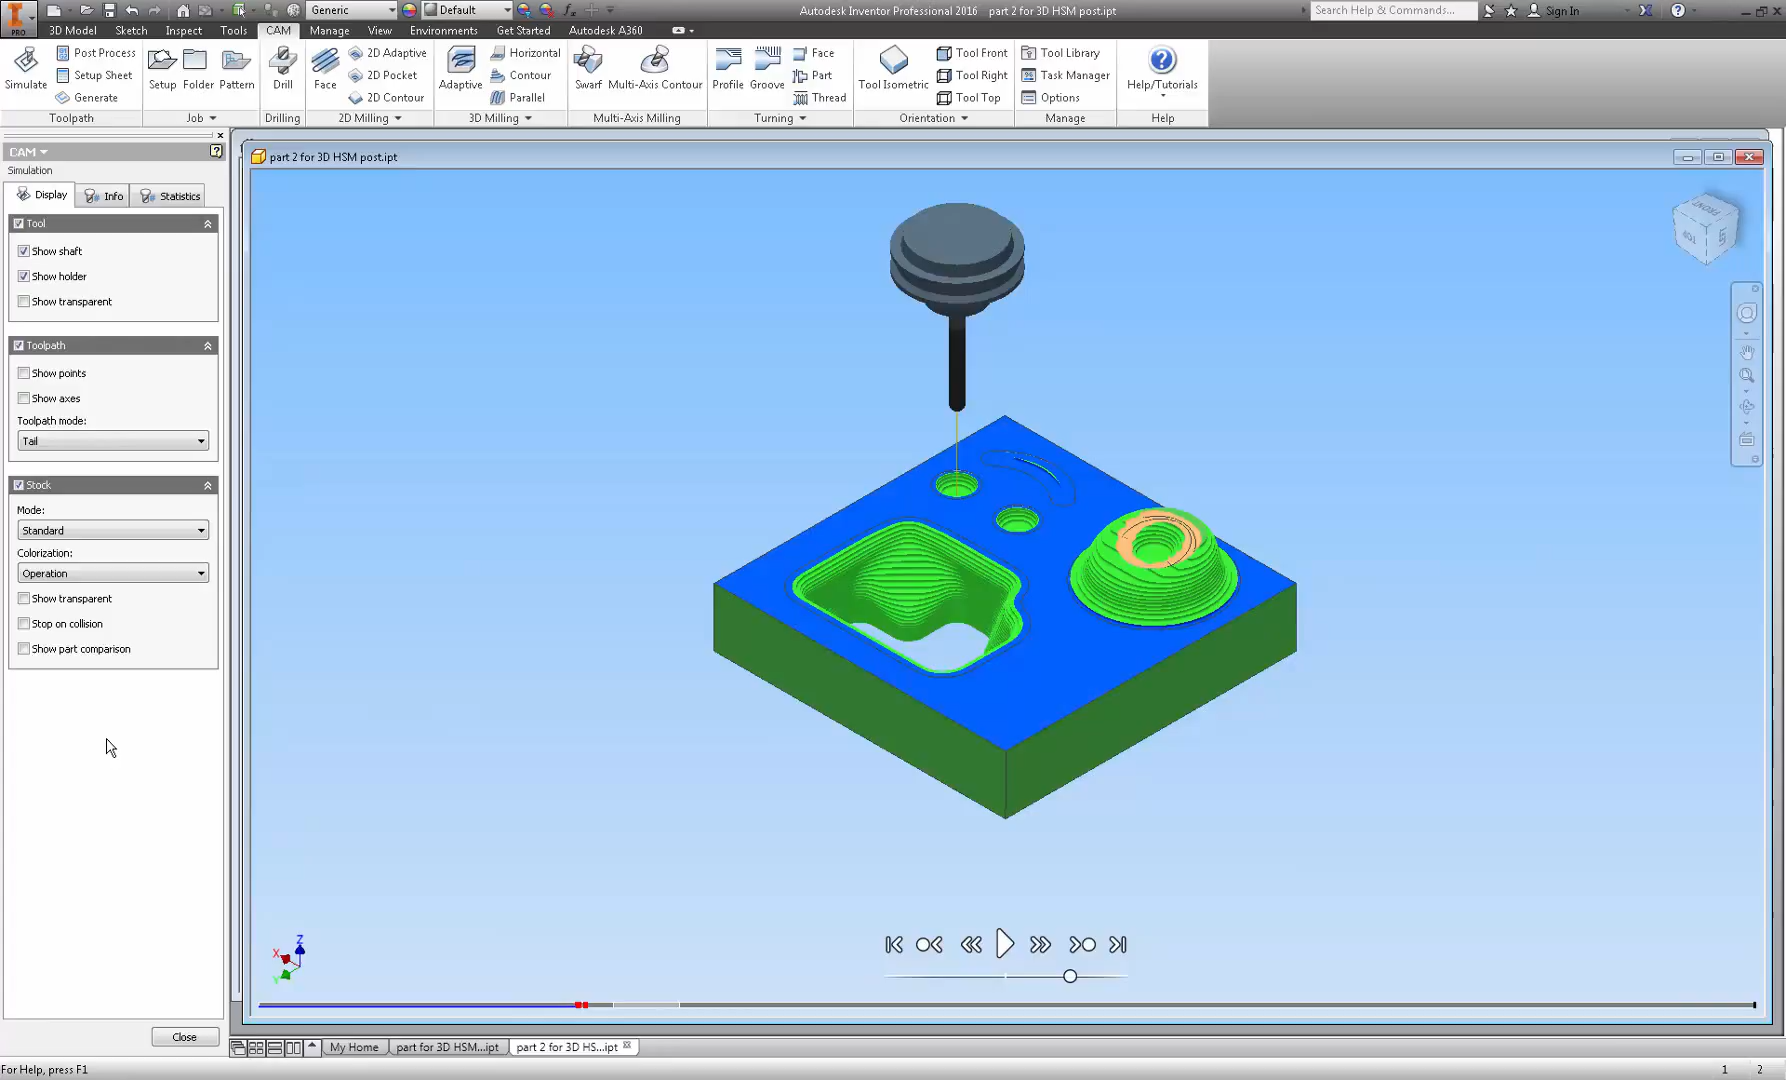 Generic
Default
Autodesk Inventor Professional 2016 part 2 for 3D HSM post.ipt
Search Help & Commands...
Sign In
PRO
3D Model Sketch Inspect Tools CAM Manage View Environments Get Started Autodesk A360
Simulate
Post Process
Setup Sheet
Generate
Toolpath
Setup Folder Pattern
Job
Drill
Drilling
Face
2D Adaptive
2D Pocket
2D Contour
2D Milling
Adaptive
Horizontal
Contour
Parallel
3D Milling
Swarf Multi-Axis Contour
Multi-Axis Milling
Profile Groove
Face
Part
Thread
Turning
Tool Isometric
Tool Front
Tool Right
Tool Top
Orientation
Tool Library
Task Manager
Options
Manage
Help/Tutorials
Help
CAM
Simulation
Display Info Statistics
Tool
Show shaft
Show holder
Show transparent
Toolpath
Show points
Show axes
Toolpath mode:
Tail
Stock
Mode:
Standard
Colorization:
Operation
Show transparent
Stop on collision
Show part comparison
Close
part 2 for 3D HSM post.ipt
FRONT
TOP
Z
X
Y
My Home part for 3D HSM...ipt part 2 for 3D HS...ipt
For Help, press F1
1 2